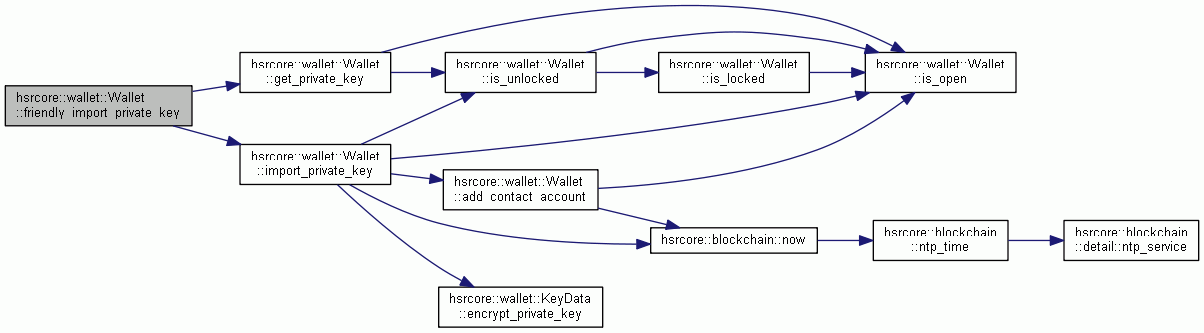 hsrcore::wallet::Wallet
::friendly_import_private_key
hsrcore::wallet::Wallet
::get_private_key
hsrcore::wallet::Wallet
::is_unlocked
hsrcore::wallet::Wallet
::is_locked
hsrcore::wallet::Wallet
::is_open
hsrcore::wallet::Wallet
::import_private_key
hsrcore::wallet::Wallet
::add_contact_account
hsrcore::blockchain::now
hsrcore::blockchain
::ntp_time
hsrcore::blockchain
::detail::ntp_service
hsrcore::wallet::KeyData
::encrypt_private_key